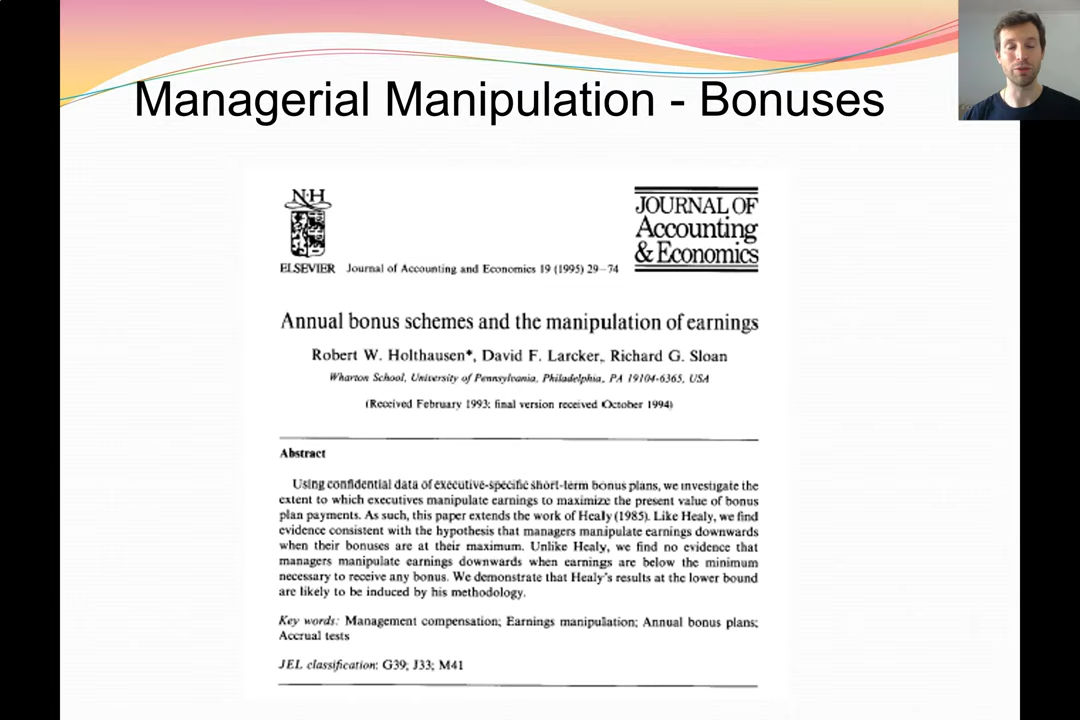 Managerial Manipulation - Bonuses
N·H
ELSEVIER
JOURNAL OF
Accounting
& Economics
Journal of Accounting and Economics 19 (1995) 29–74
Annual bonus schemes and the manipulation of earnings
Robert W. Holthausen*, David F. Larcker, Richard G. Sloan
Wharton School, University of Pennsylvania, Philadelphia, PA 19104-6365, USA
(Received February 1993; final version received October 1994)
Abstract
Using confidential data of executive-specific short-term bonus plans, we investigate the
extent to which executives manipulate earnings to maximize the present value of bonus
plan payments. As such, this paper extends the work of Healy (1985). Like Healy, we find
evidence consistent with the hypothesis that managers manipulate earnings downwards
when their bonuses are at their maximum. Unlike Healy, we find no evidence that
managers manipulate earnings downwards when earnings are below the minimum
necessary to receive any bonus. We demonstrate that Healy's results at the lower bound
are likely to be induced by his methodology.
Key words: Management compensation; Earnings manipulation; Annual bonus plans;
Accrual tests
JEL classification: G39; J33; M41